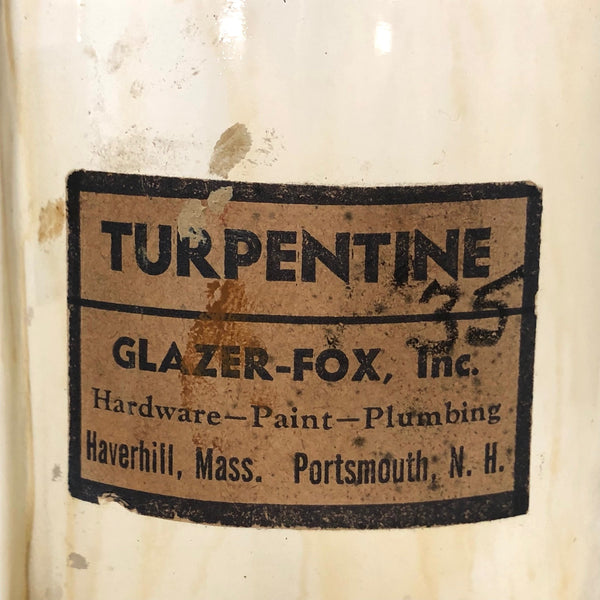 TURPENTINE
35
GLAZER-FOX, Inc.
Hardware—Paint—Plumbing
Haverhill, Mass. Portsmouth, N. H.